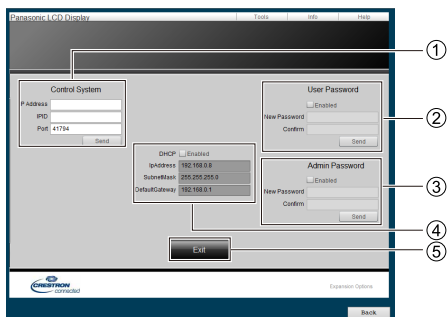 Panasonic LCD Display
Tools Info Help
Control System
P Address
IPID
Port 41794
Send
User Password
Enabled
New Password
Confirm
Send
DHCP Enabled
IpAddress 192.168.0.8
SubnetMask 255.255.255.0
DefaultGateway 192.168.0.1
Admin Password
Enabled
New Password
Confirm
Send
Exit
CRESTRON
connected
Expansion Options
Back
1
2
3
4
5